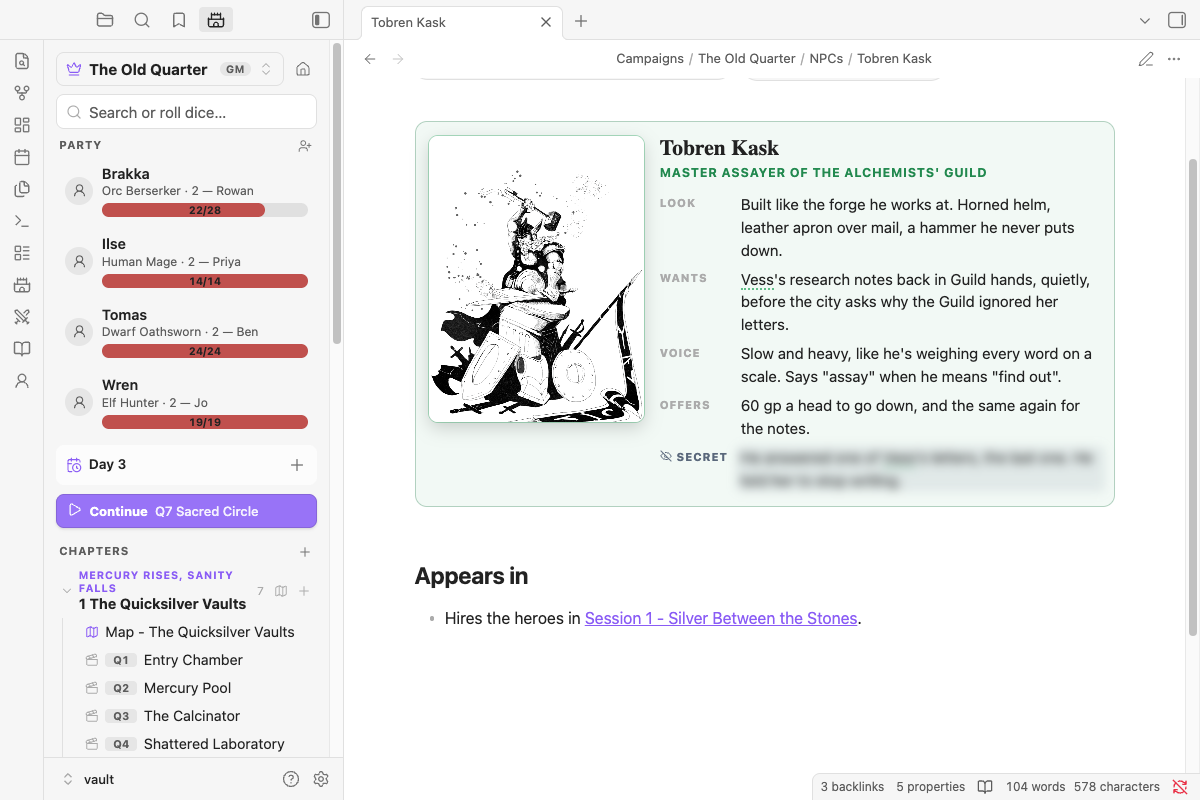 Tobren Kask
Campaigns / The Old Quarter / NPCs / Tobren Kask
The Old Quarter GM
Search or roll dice...
PARTY
Brakka
Orc Berserker · 2 — Rowan
22/28
Ilse
Human Mage · 2 — Priya
14/14
Tomas
Dwarf Oathsworn · 2 — Ben
24/24
Wren
Elf Hunter · 2 — Jo
19/19
Day 3
Continue Q7 Sacred Circle
CHAPTERS
MERCURY RISES, SANITY
FALLS
7
1 The Quicksilver Vaults
Map - The Quicksilver Vaults
Q1 Entry Chamber
Q2 Mercury Pool
Q3 The Calcinator
Q4 Shattered Laboratory
vault
Tobren Kask
MASTER ASSAYER OF THE ALCHEMISTS' GUILD
LOOK
Built like the forge he works at. Horned helm,
leather apron over mail, a hammer he never puts
down.
WANTS
Vess's research notes back in Guild hands, quietly,
before the city asks why the Guild ignored her
letters.
VOICE
Slow and heavy, like he's weighing every word on a
scale. Says "assay" when he means "find out".
OFFERS
60 gp a head to go down, and the same again for
the notes.
SECRET
Appears in
Hires the heroes in Session 1 - Silver Between the Stones.
3 backlinks 5 properties 104 words 578 characters